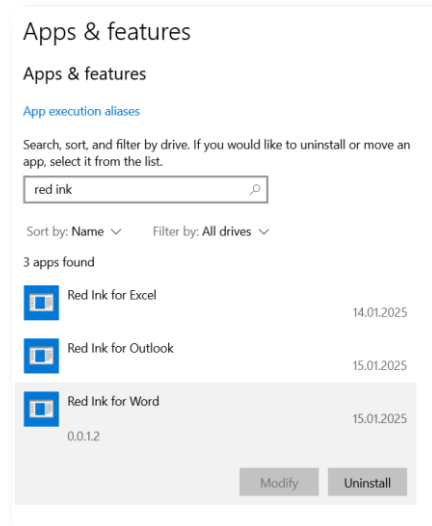 Apps & features
Apps & features
App execution aliases
Search, sort, and filter by drive. If you would like to uninstall or move an
app, select it from the list.
red ink
Sort by: Name Filter by: All drives
3 apps found
Red Ink for Excel
14.01.2025
Red Ink for Outlook
15.01.2025
Red Ink for Word
15.01.2025
0.0.1.2
Modify Uninstall